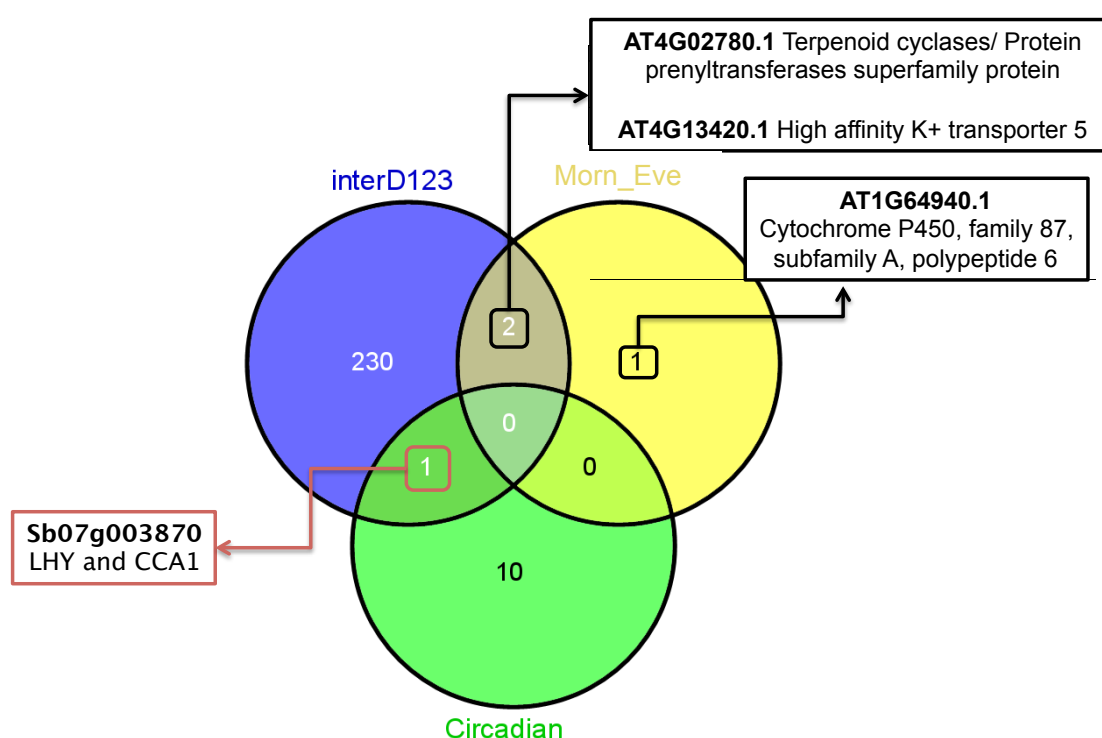 AT4G02780.1 Terpenoid cyclases/ Protein
prenyltransferases superfamily protein
AT4G13420.1 High affinity K+ transporter 5
interD123
Morn_Eve
AT1G64940.1
Cytochrome P450, family 87,
subfamily A, polypeptide 6
2
230
1
0
1
0
Sb07g003870
LHY and CCA1
10
Circadian